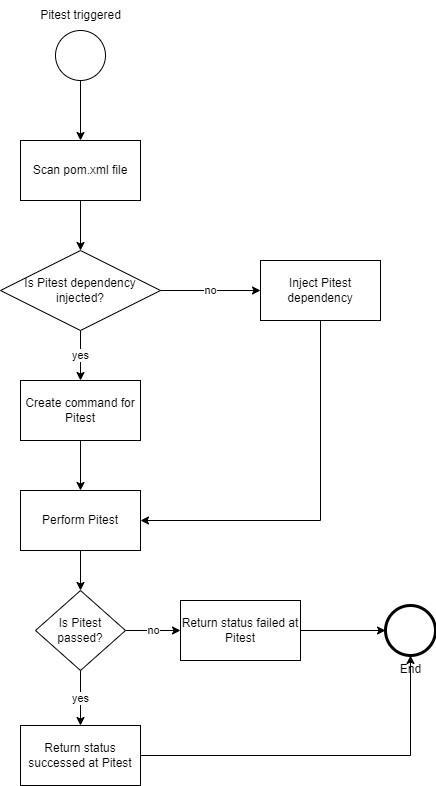 Pitest triggered
Scan pom.xml file
Is Pitest dependency
injected?
no
Inject Pitest
dependency
yes
Create command for
Pitest
Perform Pitest
Is Pitest
passed?
no
Return status failed at
Pitest
End
yes
Return status
successed at Pitest